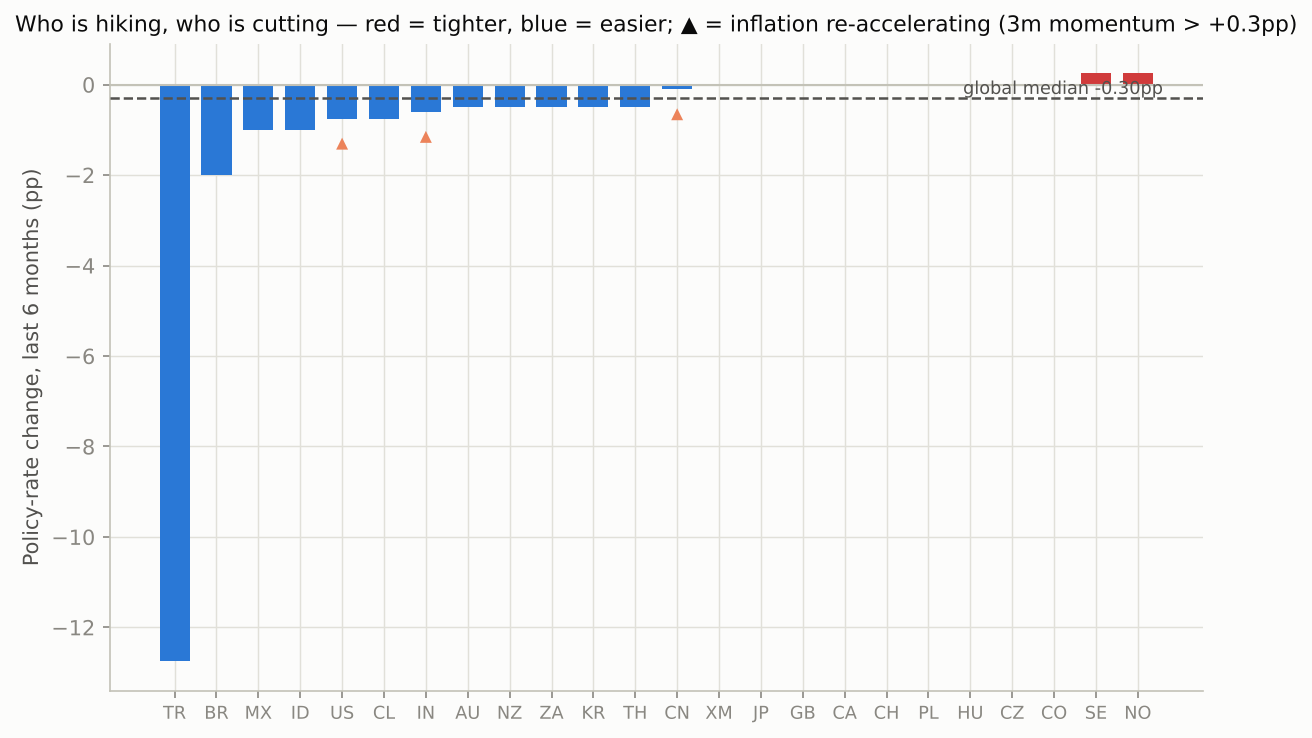 Who is hiking, who is cutting — red = tighter, blue = easier; ▲ = inflation re-accelerating (3m momentum > +0.3pp)
Policy-rate change, last 6 months (pp)
0
−2
−4
−6
−8
−10
−12
global median -0.30pp
TR BR MX ID US CL IN AU NZ ZA KR TH CN XM JP GB CA CH PL HU CZ CO SE NO